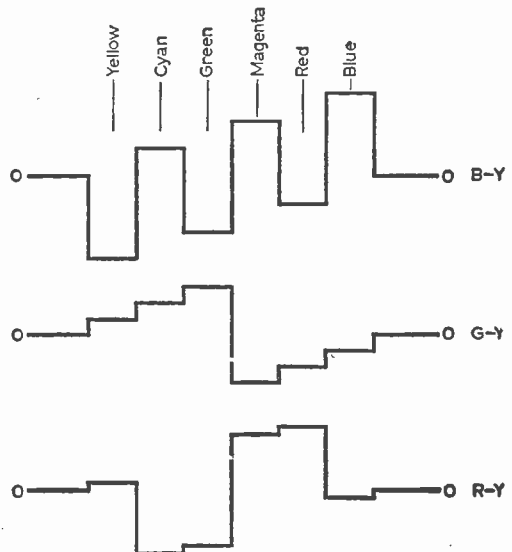 Yellow
Cyan
Green
Magenta
Red
Blue
O O B-Y
O O G-Y
O O R-Y